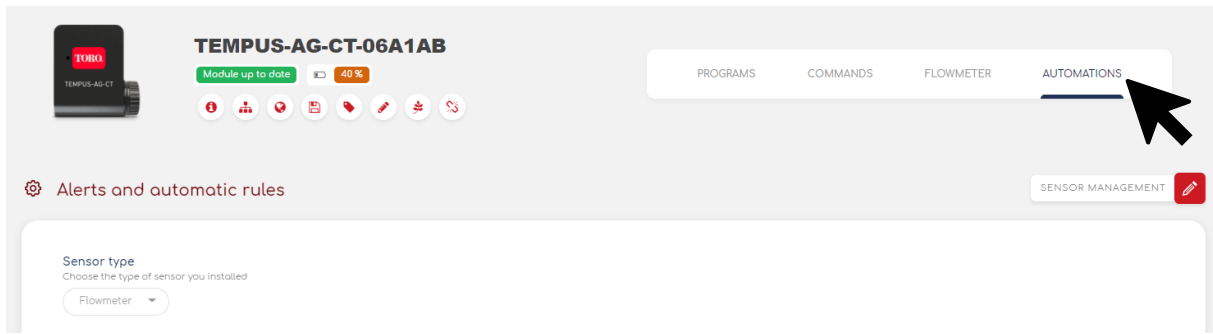 TORO.
TEMPUS-AG-CT
TEMPUS-AG-CT-06A1AB
Module up to date
40 %
PROGRAMS
COMMANDS
FLOWMETER
AUTOMATIONS
Alerts and automatic rules
SENSOR MANAGEMENT
Sensor type
Choose the type of sensor you installed
Flowmeter